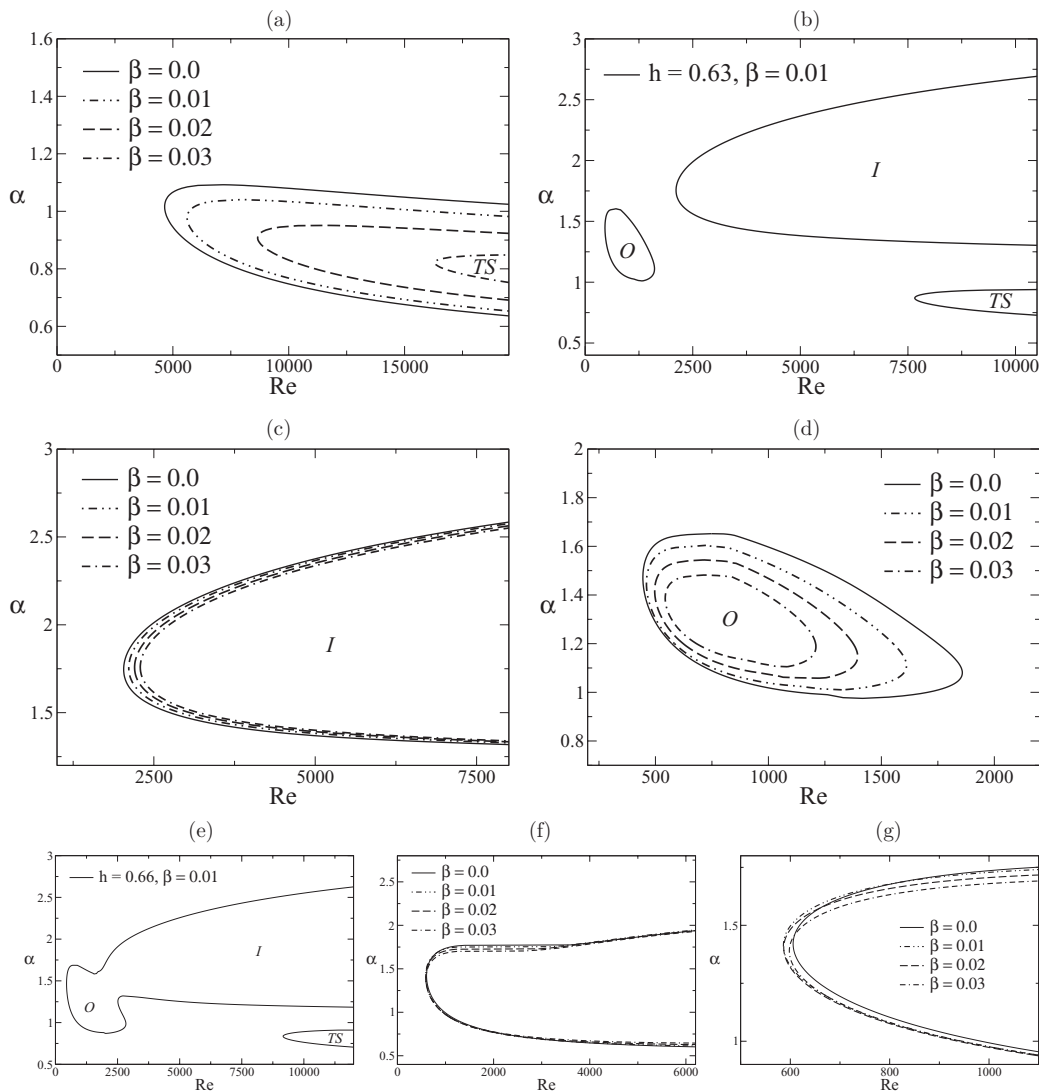 (a)
1.6
1.4
1.2
1
0.8
0.6
α
β = 0.0
β = 0.01
β = 0.02
β = 0.03
TS
0
5000
10000
15000
Re
(b)
3
2.5
2
1.5
1
0.5
α
h = 0.63, β = 0.01
I
O
TS
0
2500
5000
7500
10000
Re
(c)
3
2.5
2
1.5
α
β = 0.0
β = 0.01
β = 0.02
β = 0.03
I
2500
5000
7500
Re
(d)
2
1.8
1.6
1.4
1.2
1
0.8
α
β = 0.0
β = 0.01
β = 0.02
β = 0.03
O
500
1000
1500
2000
Re
(e)
3
2.5
2
1.5
1
0.5
α
h = 0.66, β = 0.01
I
O
TS
0
2500
5000
7500
10000
Re
(f)
3
2.5
2
1.5
1
0.5
α
β = 0.0
β = 0.01
β = 0.02
β = 0.03
0
2000
4000
6000
Re
(g)
1.5
1
α
β = 0.0
β = 0.01
β = 0.02
β = 0.03
600
800
1000
Re